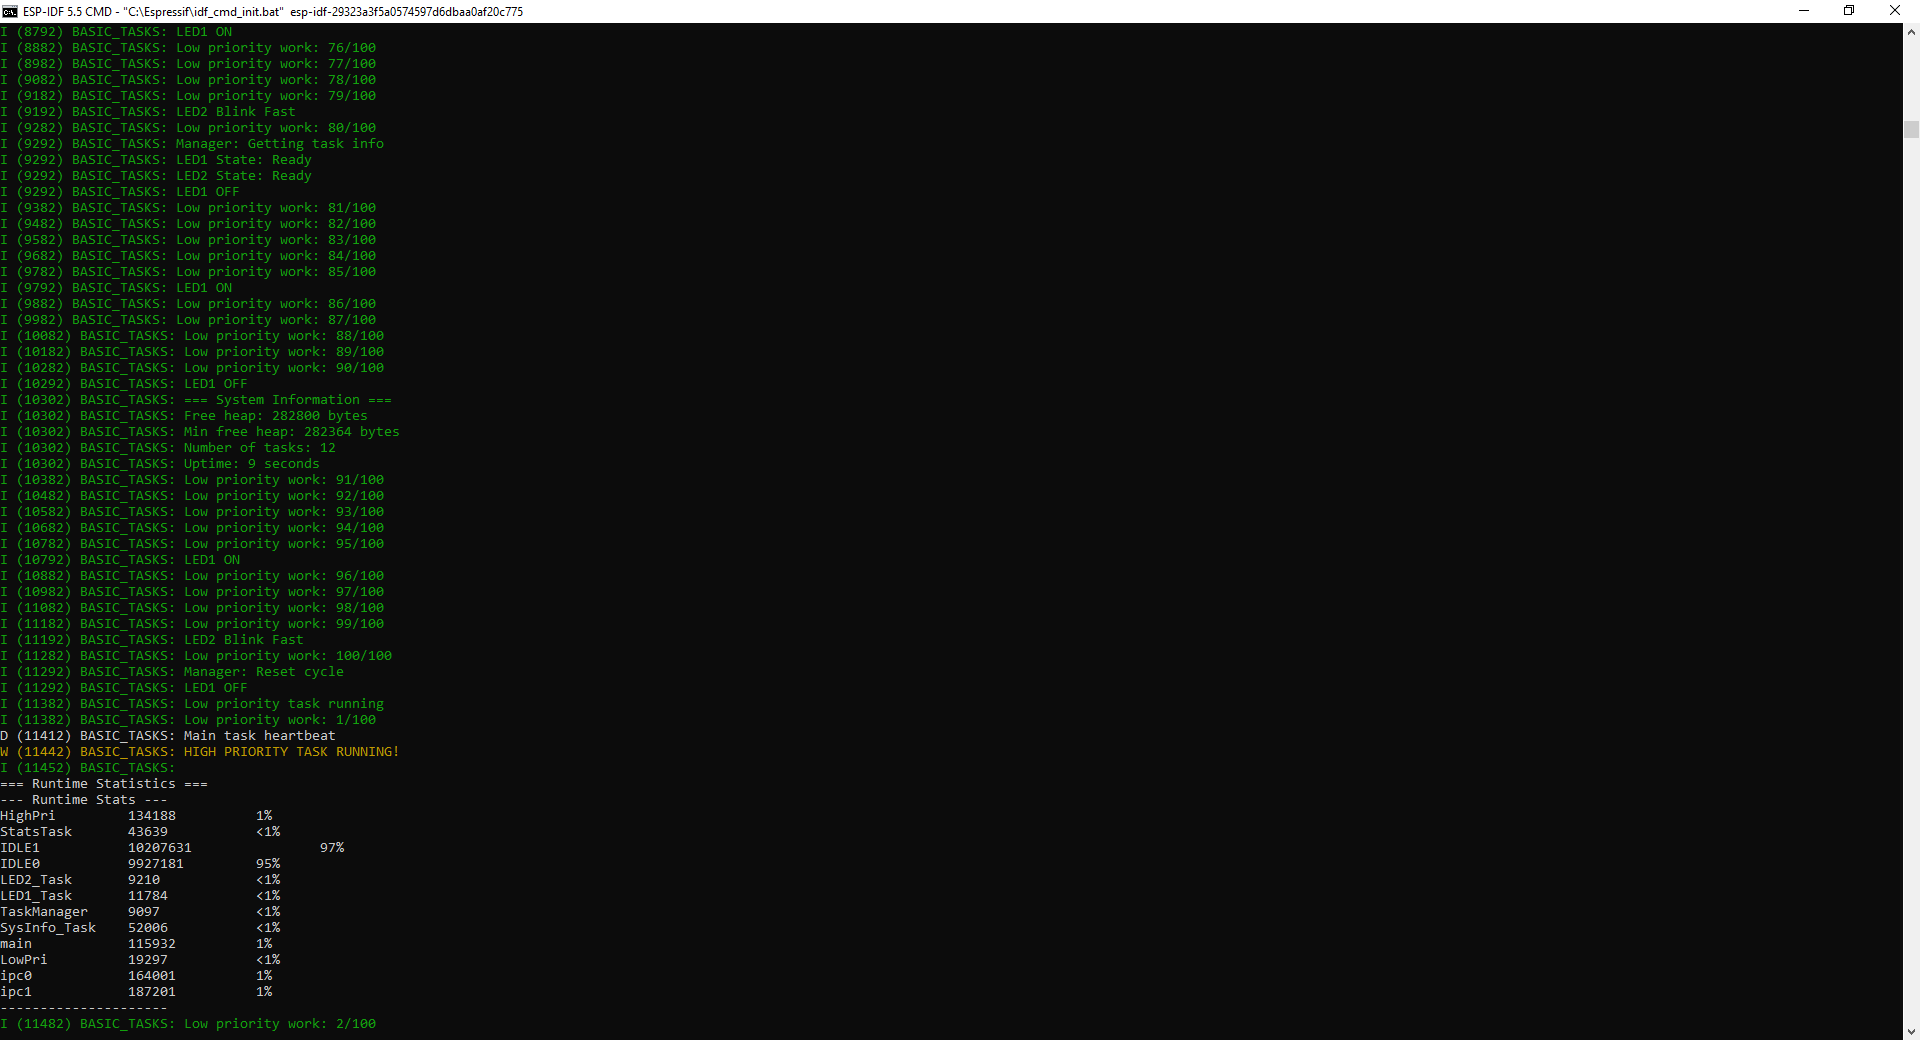 ESP-IDF 5.5 CMD - "C:\Espressif\idf_cmd_init.bat" esp-idf-29323a3f5a0574597d6dbaa0af20c775
I (8792) BASIC_TASKS: LED1 ON
I (8882) BASIC_TASKS: Low priority work: 76/100
I (8982) BASIC_TASKS: Low priority work: 77/100
I (9082) BASIC_TASKS: Low priority work: 78/100
I (9182) BASIC_TASKS: Low priority work: 79/100
I (9192) BASIC_TASKS: LED2 Blink Fast
I (9282) BASIC_TASKS: Low priority work: 80/100
I (9292) BASIC_TASKS: Manager: Getting task info
I (9292) BASIC_TASKS: LED1 State: Ready
I (9292) BASIC_TASKS: LED2 State: Ready
I (9292) BASIC_TASKS: LED1 OFF
I (9382) BASIC_TASKS: Low priority work: 81/100
I (9482) BASIC_TASKS: Low priority work: 82/100
I (9582) BASIC_TASKS: Low priority work: 83/100
I (9682) BASIC_TASKS: Low priority work: 84/100
I (9782) BASIC_TASKS: Low priority work: 85/100
I (9792) BASIC_TASKS: LED1 ON
I (9882) BASIC_TASKS: Low priority work: 86/100
I (9982) BASIC_TASKS: Low priority work: 87/100
I (10082) BASIC_TASKS: Low priority work: 88/100
I (10182) BASIC_TASKS: Low priority work: 89/100
I (10282) BASIC_TASKS: Low priority work: 90/100
I (10292) BASIC_TASKS: LED1 OFF
I (10302) BASIC_TASKS: === System Information ===
I (10302) BASIC_TASKS: Free heap: 282800 bytes
I (10302) BASIC_TASKS: Min free heap: 282364 bytes
I (10302) BASIC_TASKS: Number of tasks: 12
I (10302) BASIC_TASKS: Uptime: 9 seconds
I (10382) BASIC_TASKS: Low priority work: 91/100
I (10482) BASIC_TASKS: Low priority work: 92/100
I (10582) BASIC_TASKS: Low priority work: 93/100
I (10682) BASIC_TASKS: Low priority work: 94/100
I (10782) BASIC_TASKS: Low priority work: 95/100
I (10792) BASIC_TASKS: LED1 ON
I (10882) BASIC_TASKS: Low priority work: 96/100
I (10982) BASIC_TASKS: Low priority work: 97/100
I (11082) BASIC_TASKS: Low priority work: 98/100
I (11182) BASIC_TASKS: Low priority work: 99/100
I (11192) BASIC_TASKS: LED2 Blink Fast
I (11282) BASIC_TASKS: Low priority work: 100/100
I (11292) BASIC_TASKS: Manager: Reset cycle
I (11292) BASIC_TASKS: LED1 OFF
I (11382) BASIC_TASKS: Low priority task running
I (11382) BASIC_TASKS: Low priority work: 1/100
D (11412) BASIC_TASKS: Main task heartbeat
W (11442) BASIC_TASKS: HIGH PRIORITY TASK RUNNING!
I (11452) BASIC_TASKS:
=== Runtime Statistics ===
--- Runtime Stats ---
HighPri 134188 1%
StatsTask 43639 <1%
IDLE1 10207631 97%
IDLE0 9927181 95%
LED2_Task 9210 <1%
LED1_Task 11784 <1%
TaskManager 9097 <1%
SysInfo_Task 52006 <1%
main 115932 1%
LowPri 19297 <1%
ipc0 164001 1%
ipc1 187201 1%
---------------------
I (11482) BASIC_TASKS: Low priority work: 2/100